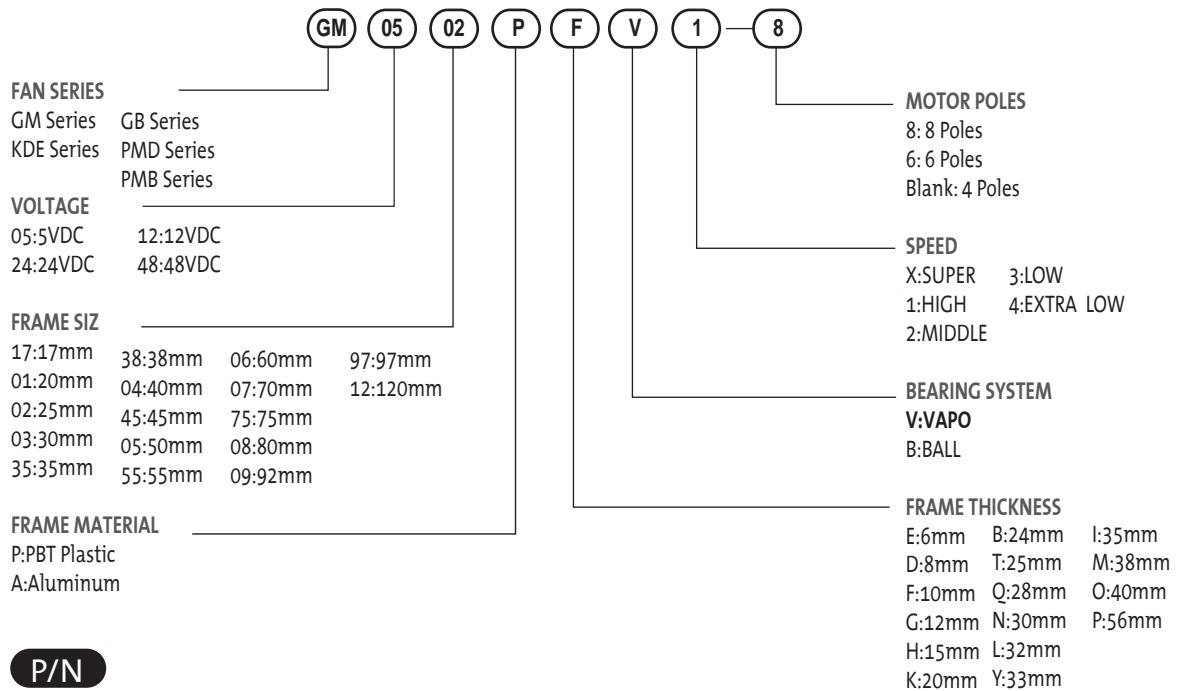 GM 05 02 P F V 1 — 8
FAN SERIES
GM Series GB Series
KDE Series PMD Series
PMB Series
VOLTAGE
05:5VDC 12:12VDC
24:24VDC 48:48VDC
FRAME SIZ
17:17mm 38:38mm 06:60mm 97:97mm
01:20mm 04:40mm 07:70mm 12:120mm
02:25mm 45:45mm 75:75mm
03:30mm 05:50mm 08:80mm
35:35mm 55:55mm 09:92mm
FRAME MATERIAL
P:PBT Plastic
A:Aluminum
P/N
MOTOR POLES
8: 8 Poles
6: 6 Poles
Blank: 4 Poles
SPEED
X:SUPER 3:LOW
1:HIGH 4:EXTRA LOW
2:MIDDLE
BEARING SYSTEM
V:VAPO
B:BALL
FRAME THICKNESS
E:6mm B:24mm I:35mm
D:8mm T:25mm M:38mm
F:10mm Q:28mm O:40mm
G:12mm N:30mm P:56mm
H:15mm L:32mm
K:20mm Y:33mm